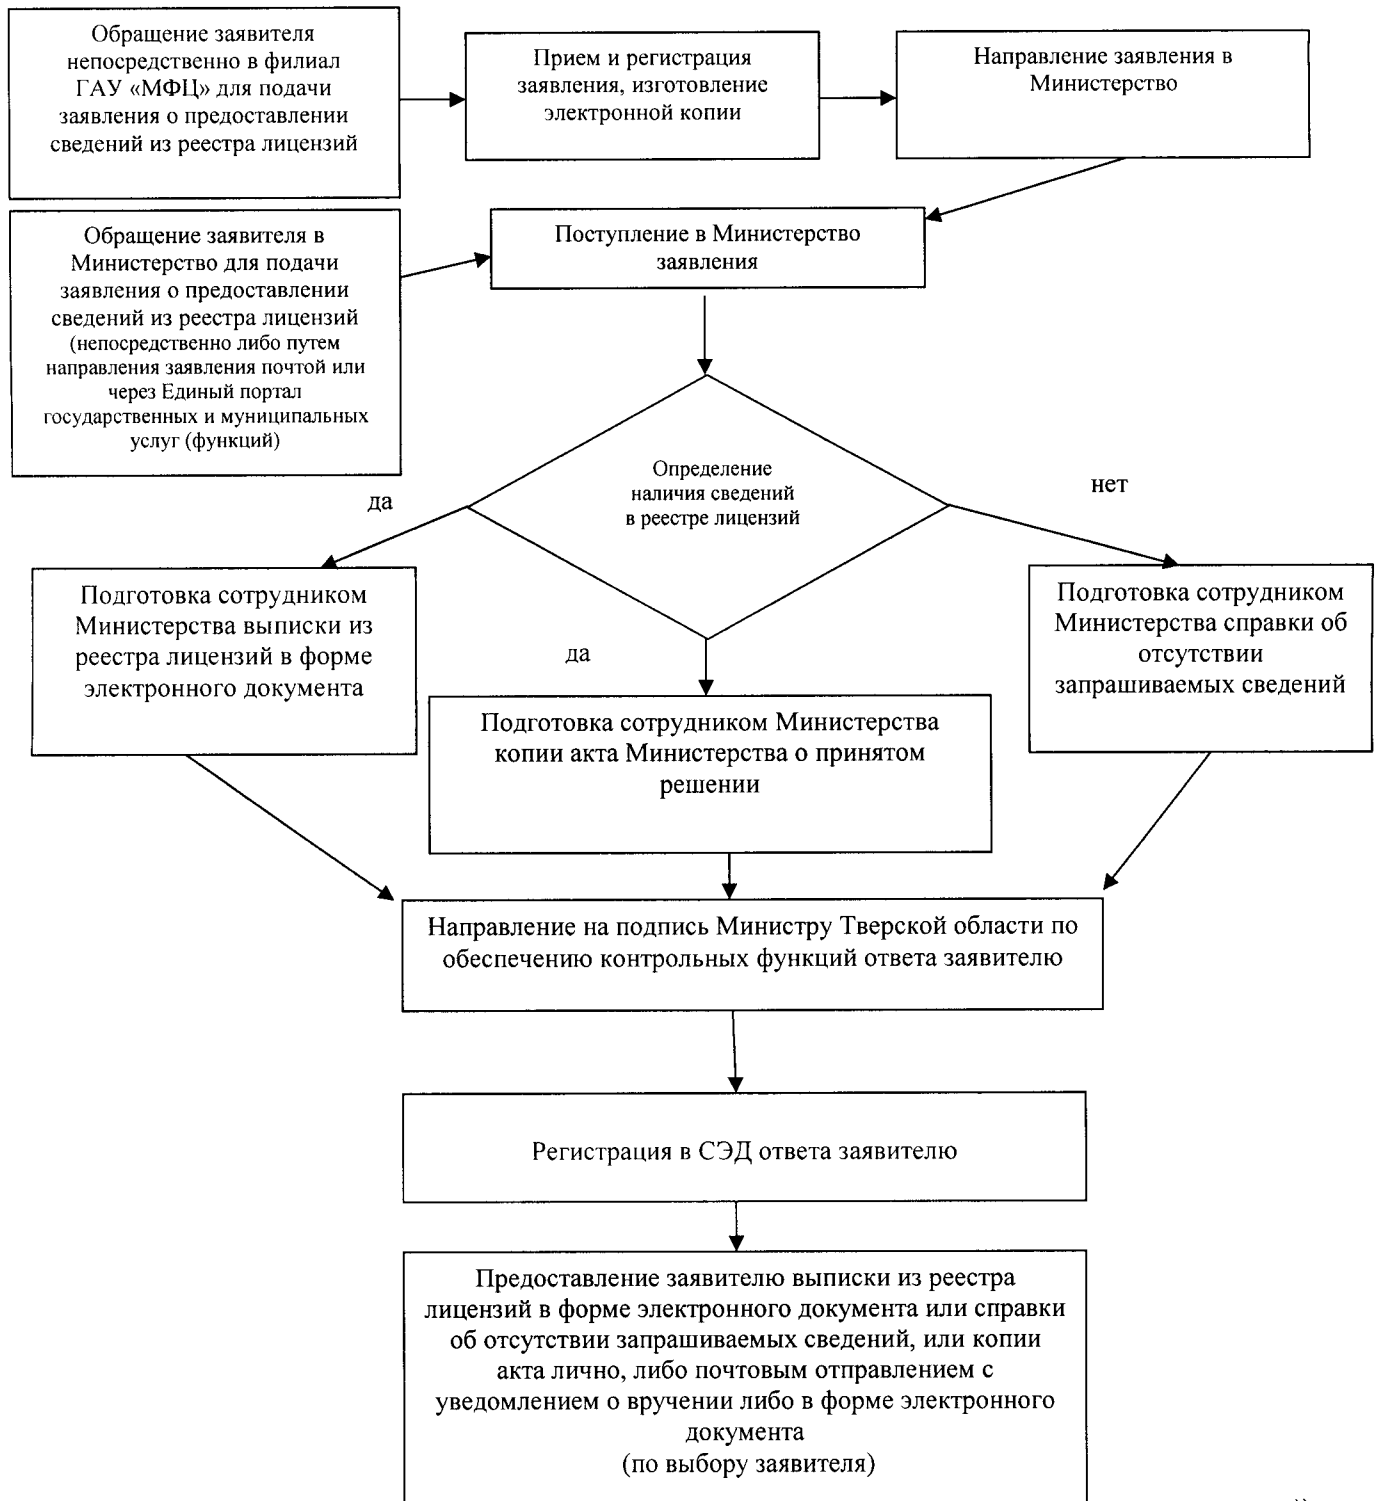 Обращение заявителя
непосредственно в филиал
ГАУ «МФЦ» для подачи
заявления о предоставлении
сведений из реестра лицензий
Прием и регистрация
заявления, изготовление
электронной копии
Направление заявления в
Министерство
Обращение заявителя в
Министерство для подачи
заявления о предоставлении
сведений из реестра лицензий
(непосредственно либо путем
направления заявления почтой или
через Единый портал
государственных и муниципальных
услуг (функций)
Поступление в Министерство
заявления
Определение
наличия сведений
в реестре лицензий
да
нет
да
Подготовка сотрудником
Министерства выписки из
реестра лицензий в форме
электронного документа
Подготовка сотрудником Министерства
копии акта Министерства о принятом
решении
Подготовка сотрудником
Министерства справки об
отсутствии
запрашиваемых сведений
Направление на подпись Министру Тверской области по
обеспечению контрольных функций ответа заявителю
Регистрация в СЭД ответа заявителю
Предоставление заявителю выписки из реестра
лицензий в форме электронного документа или справки
об отсутствии запрашиваемых сведений, или копии
акта лично, либо почтовым отправлением с
уведомлением о вручении либо в форме электронного
документа
(по выбору заявителя)